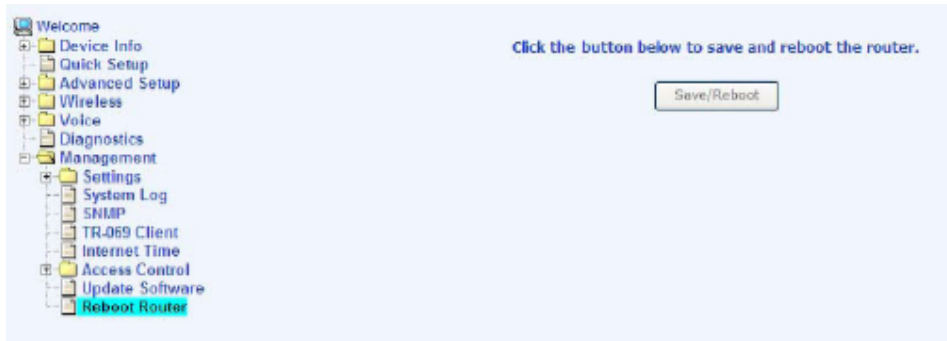 Welcome
Device Info
Quick Setup
Advanced Setup
Wireless
Voice
Diagnostics
Management
Settings
System Log
SNMP
TR-069 Client
Internet Time
Access Control
Update Software
Reboot Router
Click the button below to save and reboot the router.
Save/Reboot